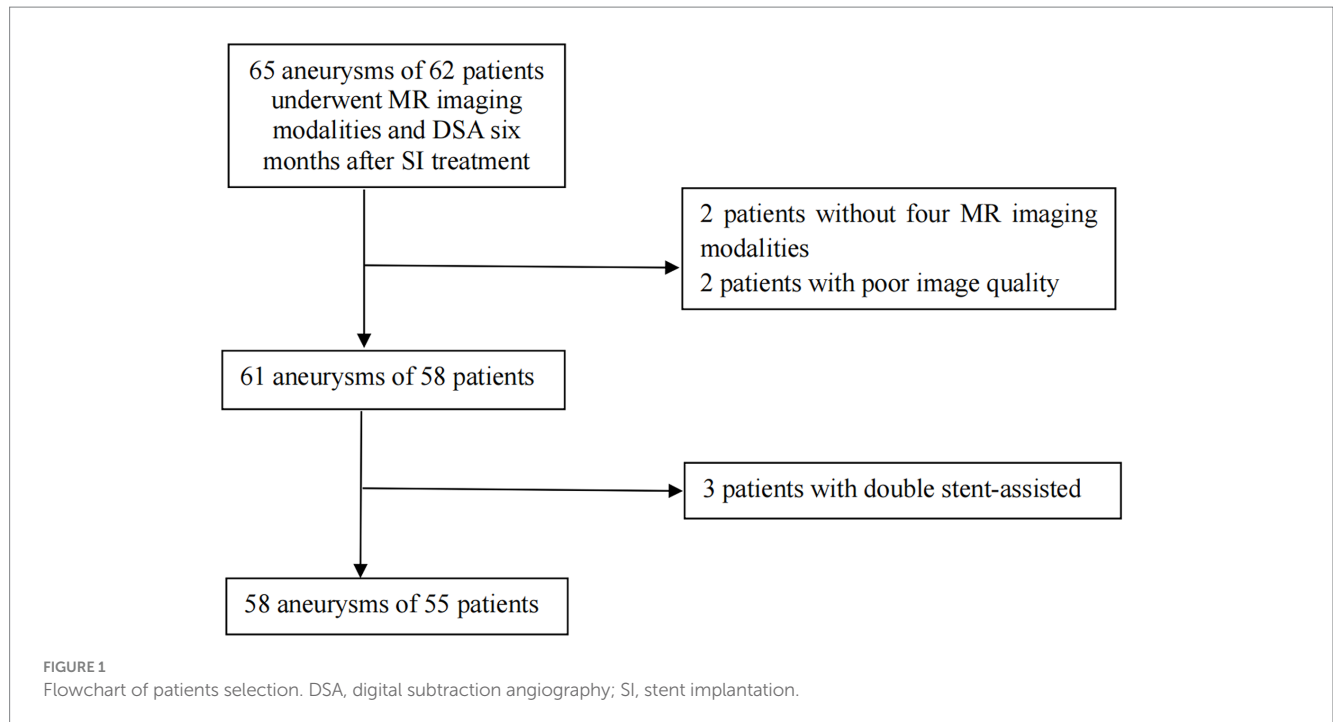 65 aneurysms of 62 patients
underwent MR imaging
modalities and DSA six
months after SI treatment
2 patients without four MR imaging
modalities
2 patients with poor image quality
61 aneurysms of 58 patients
3 patients with double stent-assisted
58 aneurysms of 55 patients
FIGURE 1
Flowchart of patients selection. DSA, digital subtraction angiography; SI, stent implantation.